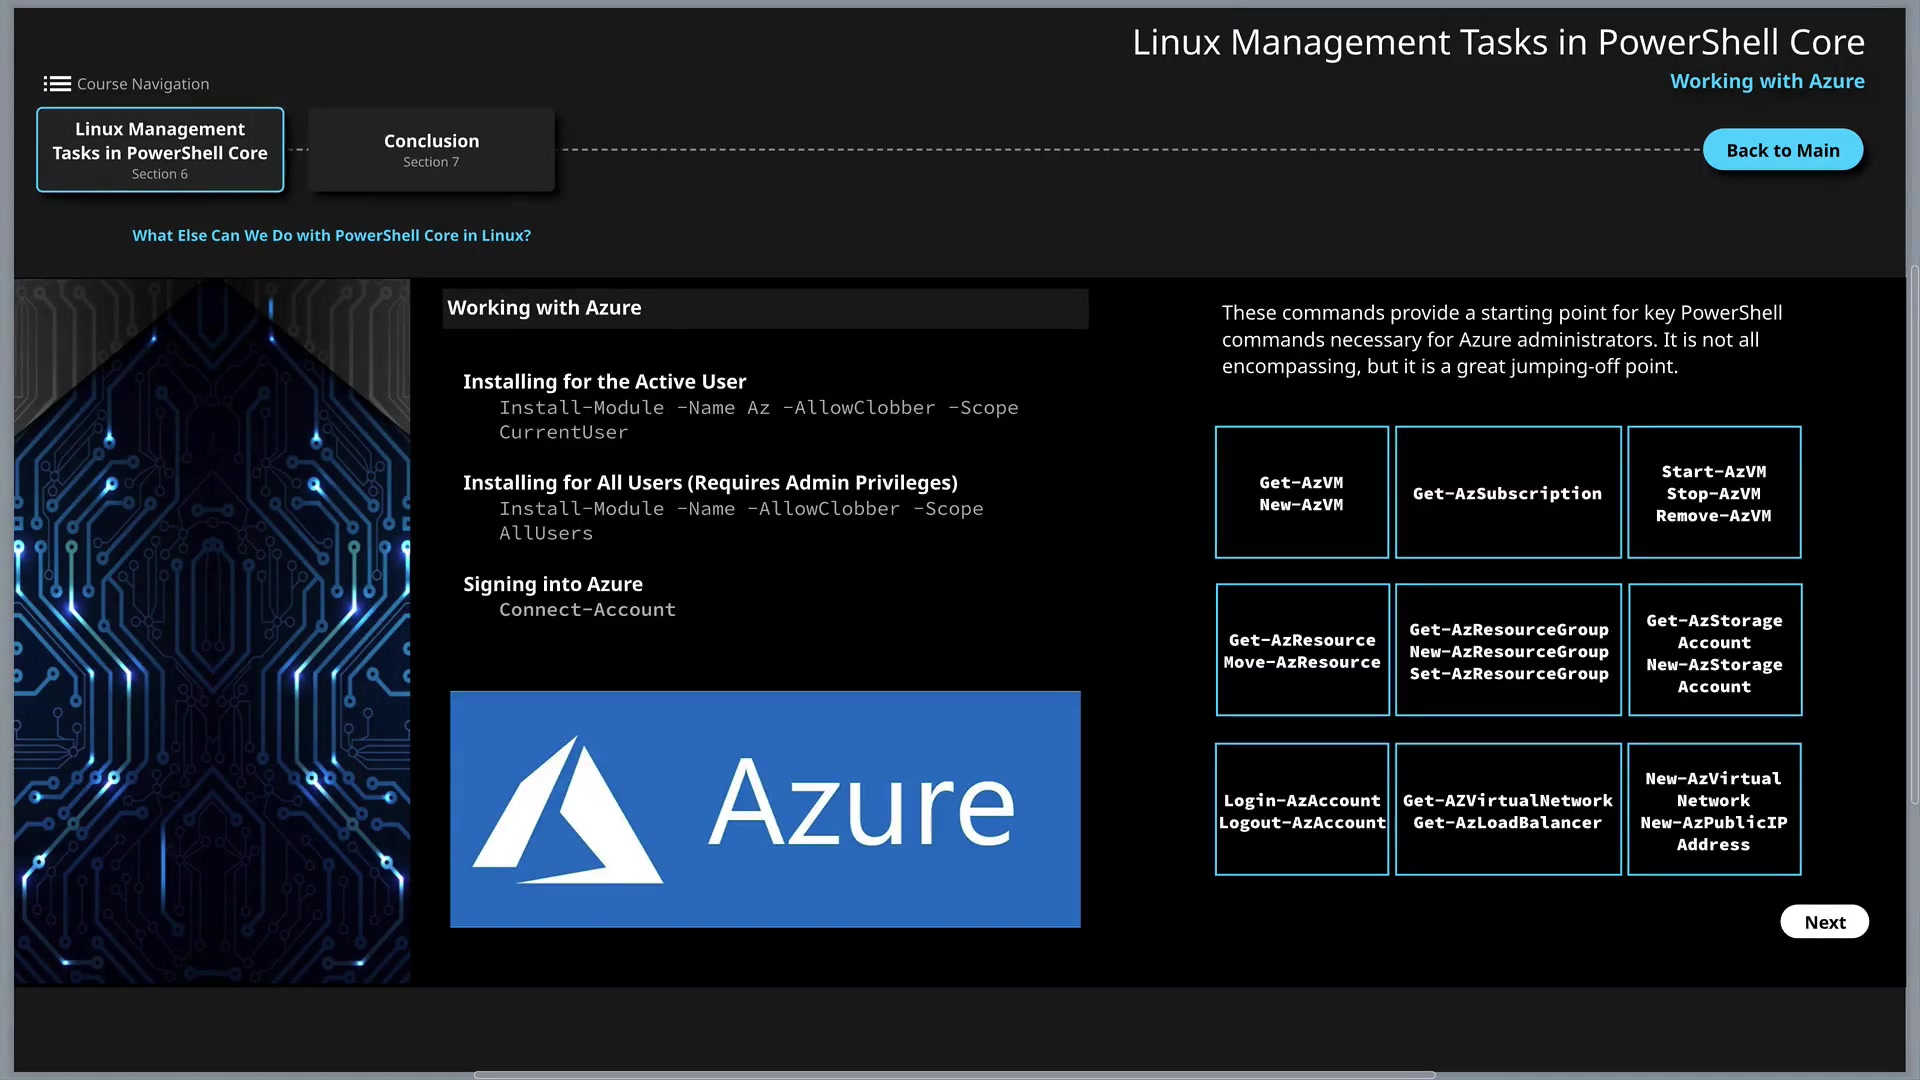 Linux Management Tasks in PowerShell Core
Working with Azure
Course Navigation
Linux Management
Tasks in PowerShell Core
Section 6
Conclusion
Section 7
Back to Main
What Else Can We Do with PowerShell Core in Linux?
Working with Azure
Installing for the Active User
Install-Module -Name Az -AllowClobber -Scope
CurrentUser
Installing for All Users (Requires Admin Privileges)
Install-Module -Name -AllowClobber -Scope
AllUsers
Signing into Azure
Connect-Account
Azure
These commands provide a starting point for key PowerShell
commands necessary for Azure administrators. It is not all
encompassing, but it is a great jumping-off point.
Get-AzVM
New-AzVM
Get-AzSubscription
Start-AzVM
Stop-AzVM
Remove-AzVM
Get-AzResource
Move-AzResource
Get-AzResourceGroup
New-AzResourceGroup
Set-AzResourceGroup
Get-AzStorage
Account
New-AzStorage
Account
Login-AzAccount
Logout-AzAccount
Get-AZVirtualNetwork
Get-AzLoadBalancer
New-AzVirtual
Network
New-AzPublicIP
Address
Next